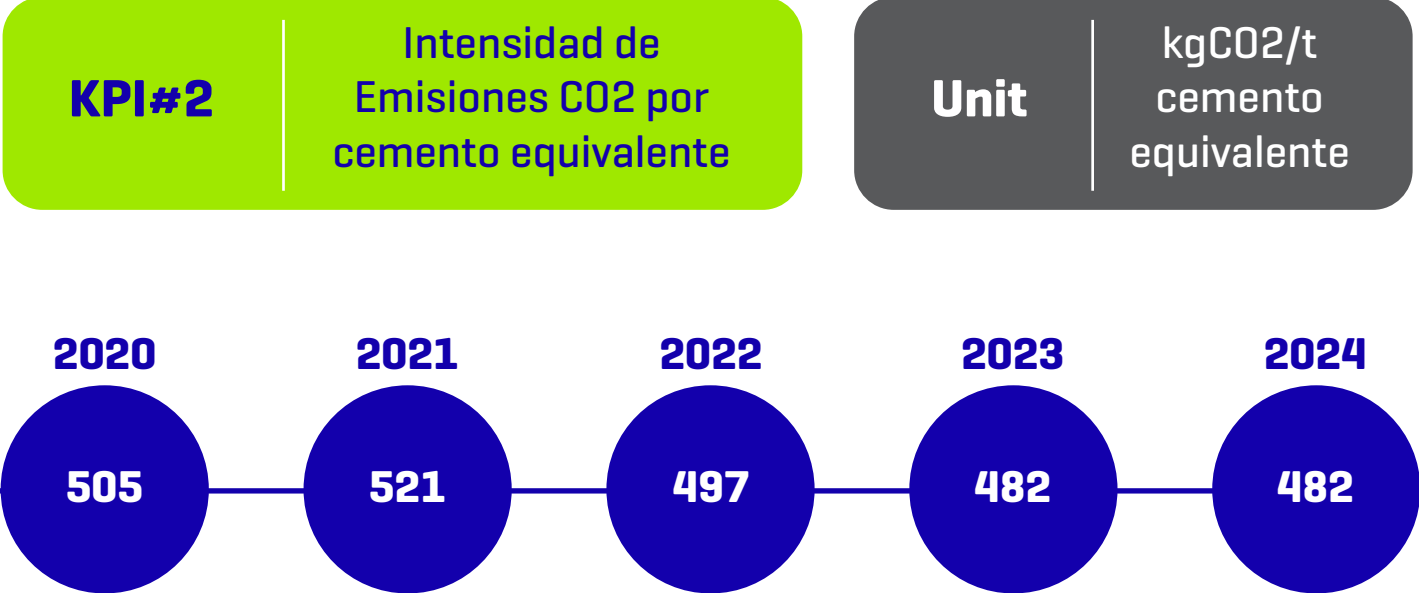 KPI#2
Intensidad de
Emisiones CO2 por
cemento equivalente
Unit
kgCO2/t
cemento
equivalente
2020 2021 2022 2023 2024
505 521 497 482 482